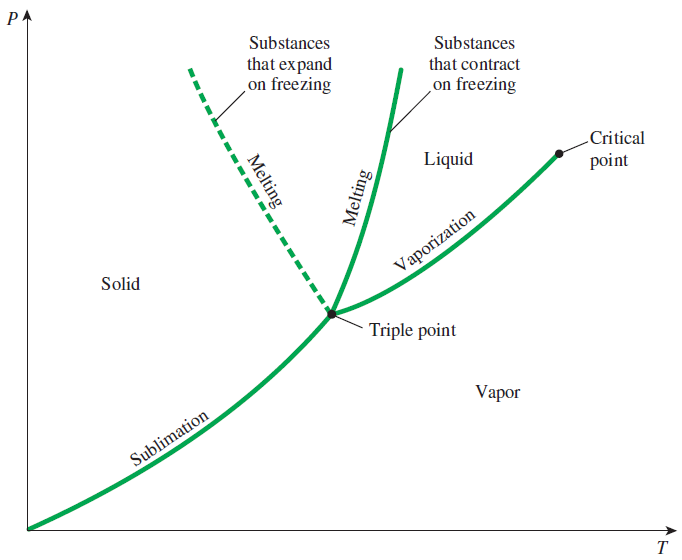 P
Substances
that expand
on freezing
Substances
that contract
on freezing
Critical
point
Liquid
Melting
Melting
Vaporization
Solid
Triple point
Vapor
Sublimation
T